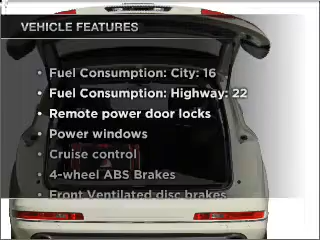 VEHICLE FEATURES
• Fuel Consumption: City: 16
• Fuel Consumption: Highway: 22
• Remote power door locks
• Power windows
• Cruise control
• 4-wheel ABS Brakes
• Front Ventilated disc brakes